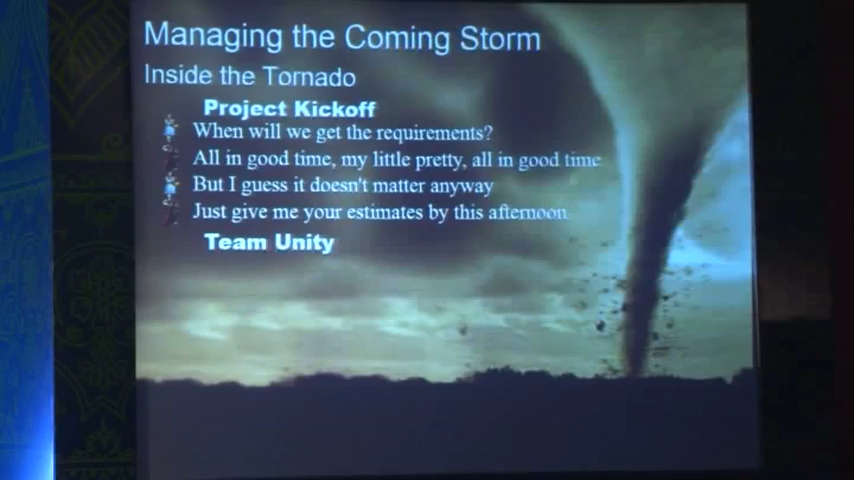 Managing the Coming Storm
Inside the Tornado
Project Kickoff
When will we get the requirements?
All in good time, my little pretty, all in good time
But I guess it doesn't matter anyway
Just give me your estimates by this afternoon
Team Unity